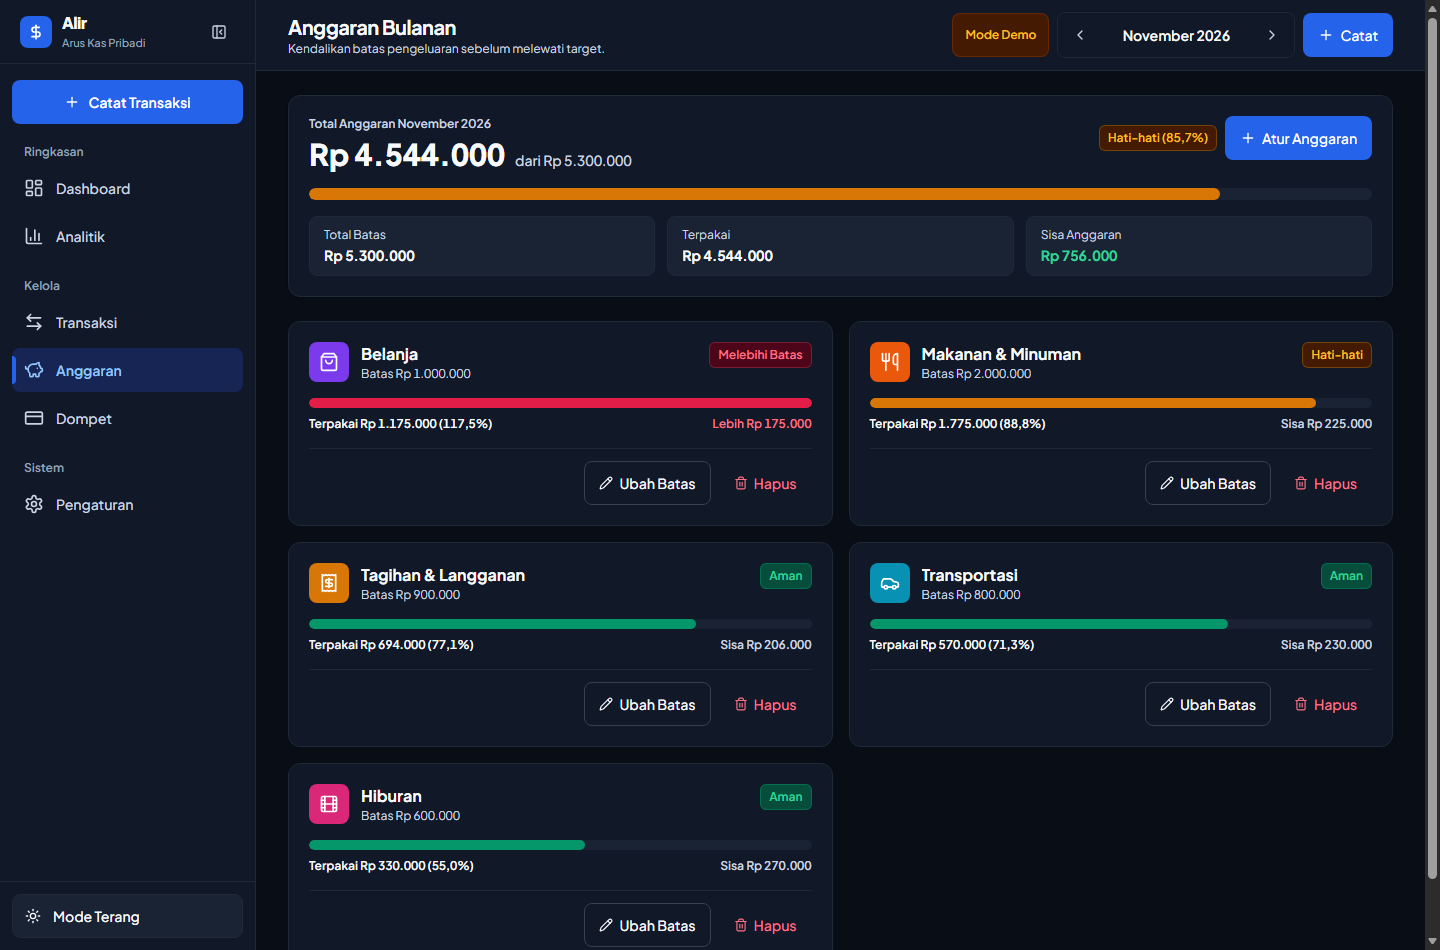 Alir
Arus Kas Pribadi
Catat Transaksi
Ringkasan
Dashboard
Analitik
Kelola
Transaksi
Anggaran
Dompet
Sistem
Pengaturan
Mode Terang
Anggaran Bulanan
Kendalikan batas pengeluaran sebelum melewati target.
Mode Demo
November 2026
Catat
Total Anggaran November 2026
Rp 4.544.000 dari Rp 5.300.000
Hati-hati (85,7%)
Atur Anggaran
Total Batas
Rp 5.300.000
Terpakai
Rp 4.544.000
Sisa Anggaran
Rp 756.000
Belanja
Batas Rp 1.000.000
Melebihi Batas
Terpakai Rp 1.175.000 (117,5%)
Lebih Rp 175.000
Ubah Batas
Hapus
Makanan & Minuman
Batas Rp 2.000.000
Hati-hati
Terpakai Rp 1.775.000 (88,8%)
Sisa Rp 225.000
Ubah Batas
Hapus
Tagihan & Langganan
Batas Rp 900.000
Aman
Terpakai Rp 694.000 (77,1%)
Sisa Rp 206.000
Ubah Batas
Hapus
Transportasi
Batas Rp 800.000
Aman
Terpakai Rp 570.000 (71,3%)
Sisa Rp 230.000
Ubah Batas
Hapus
Hiburan
Batas Rp 600.000
Aman
Terpakai Rp 330.000 (55,0%)
Sisa Rp 270.000
Ubah Batas
Hapus